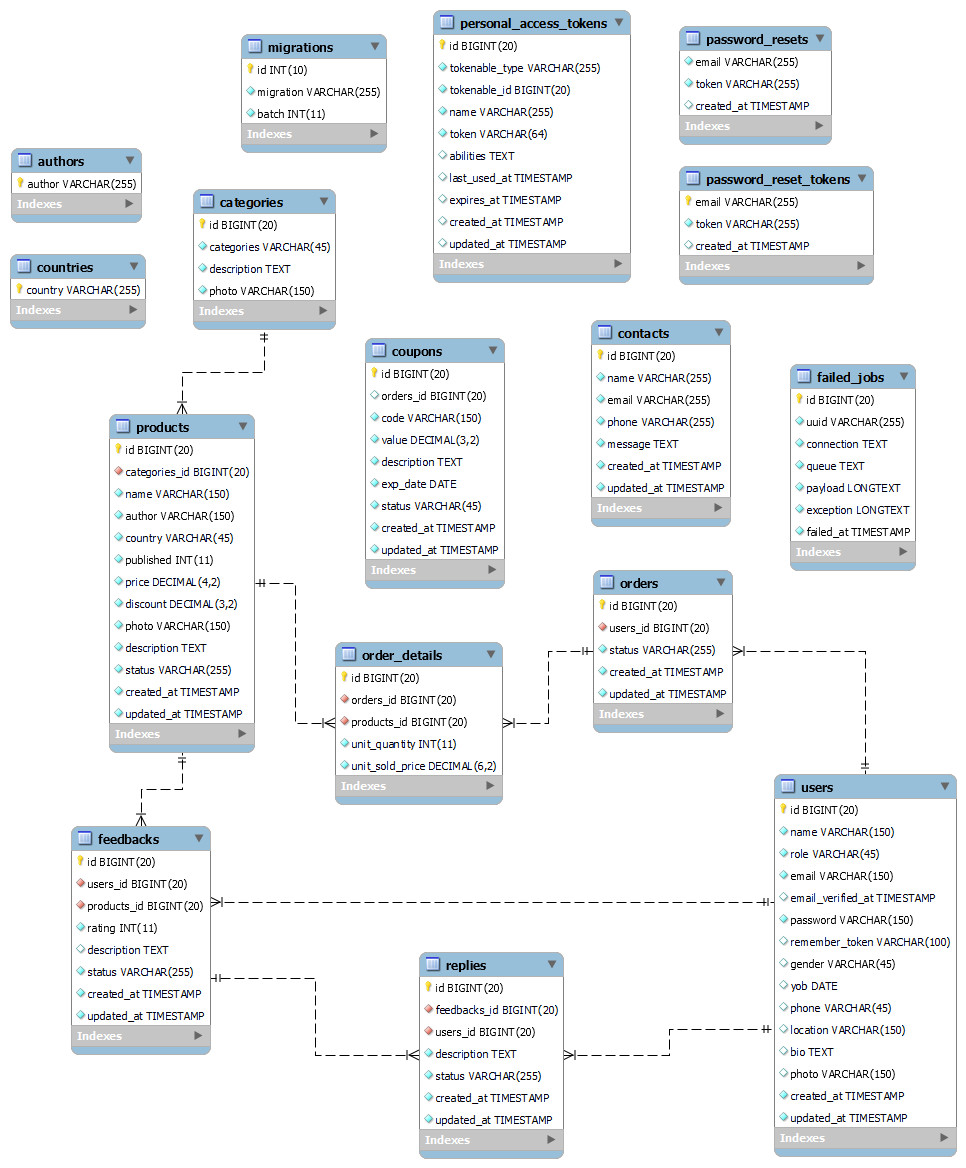 migrations
id INT(10)
migration VARCHAR(255)
batch INT(11)
Indexes
personal_access_tokens
id BIGINT(20)
tokenable_type VARCHAR(255)
tokenable_id BIGINT(20)
name VARCHAR(255)
token VARCHAR(64)
abilities TEXT
last_used_at TIMESTAMP
expires_at TIMESTAMP
created_at TIMESTAMP
updated_at TIMESTAMP
Indexes
password_resets
email VARCHAR(255)
token VARCHAR(255)
created_at TIMESTAMP
Indexes
authors
author VARCHAR(255)
Indexes
categories
id BIGINT(20)
categories VARCHAR(45)
description TEXT
photo VARCHAR(150)
Indexes
password_reset_tokens
email VARCHAR(255)
token VARCHAR(255)
created_at TIMESTAMP
Indexes
countries
country VARCHAR(255)
Indexes
coupons
id BIGINT(20)
orders_id BIGINT(20)
code VARCHAR(150)
value DECIMAL(3,2)
description TEXT
exp_date DATE
status VARCHAR(45)
created_at TIMESTAMP
updated_at TIMESTAMP
Indexes
contacts
id BIGINT(20)
name VARCHAR(255)
email VARCHAR(255)
phone VARCHAR(255)
message TEXT
created_at TIMESTAMP
updated_at TIMESTAMP
Indexes
failed_jobs
id BIGINT(20)
uuid VARCHAR(255)
connection TEXT
queue TEXT
payload LONGTEXT
exception LONGTEXT
failed_at TIMESTAMP
Indexes
products
id BIGINT(20)
categories_id BIGINT(20)
name VARCHAR(150)
author VARCHAR(150)
country VARCHAR(45)
published INT(11)
price DECIMAL(4,2)
discount DECIMAL(3,2)
photo VARCHAR(150)
description TEXT
status VARCHAR(255)
created_at TIMESTAMP
updated_at TIMESTAMP
Indexes
orders
id BIGINT(20)
users_id BIGINT(20)
status VARCHAR(255)
created_at TIMESTAMP
updated_at TIMESTAMP
Indexes
order_details
id BIGINT(20)
orders_id BIGINT(20)
products_id BIGINT(20)
unit_quantity INT(11)
unit_sold_price DECIMAL(6,2)
Indexes
users
id BIGINT(20)
name VARCHAR(150)
role VARCHAR(45)
email VARCHAR(150)
email_verified_at TIMESTAMP
password VARCHAR(150)
remember_token VARCHAR(100)
gender VARCHAR(45)
yob DATE
phone VARCHAR(45)
location VARCHAR(150)
bio TEXT
photo VARCHAR(150)
created_at TIMESTAMP
updated_at TIMESTAMP
Indexes
feedbacks
id BIGINT(20)
users_id BIGINT(20)
products_id BIGINT(20)
rating INT(11)
description TEXT
status VARCHAR(255)
created_at TIMESTAMP
updated_at TIMESTAMP
Indexes
replies
id BIGINT(20)
feedbacks_id BIGINT(20)
users_id BIGINT(20)
description TEXT
status VARCHAR(255)
created_at TIMESTAMP
updated_at TIMESTAMP
Indexes